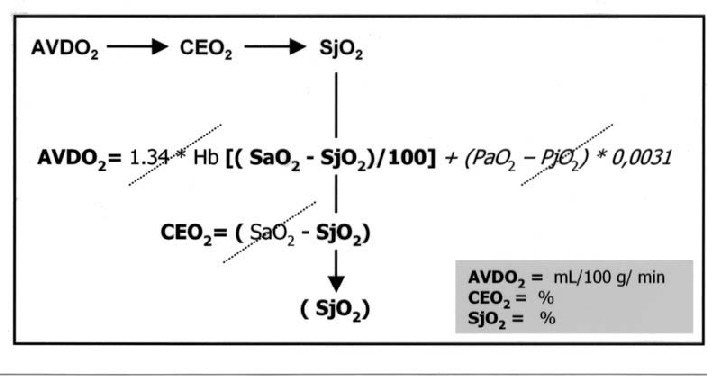 AVDO₂ → CEO₂ → SjO₂
AVDO₂= 1.34 * Hb [( SaO₂ - SjO₂)/100] + (PaO₂ – PjO₂) * 0,0031
CEO₂= ( SaO₂ - SjO₂)
( SjO₂)
AVDO₂ = mL/100 g/ min
CEO₂ = %
SjO₂ = %